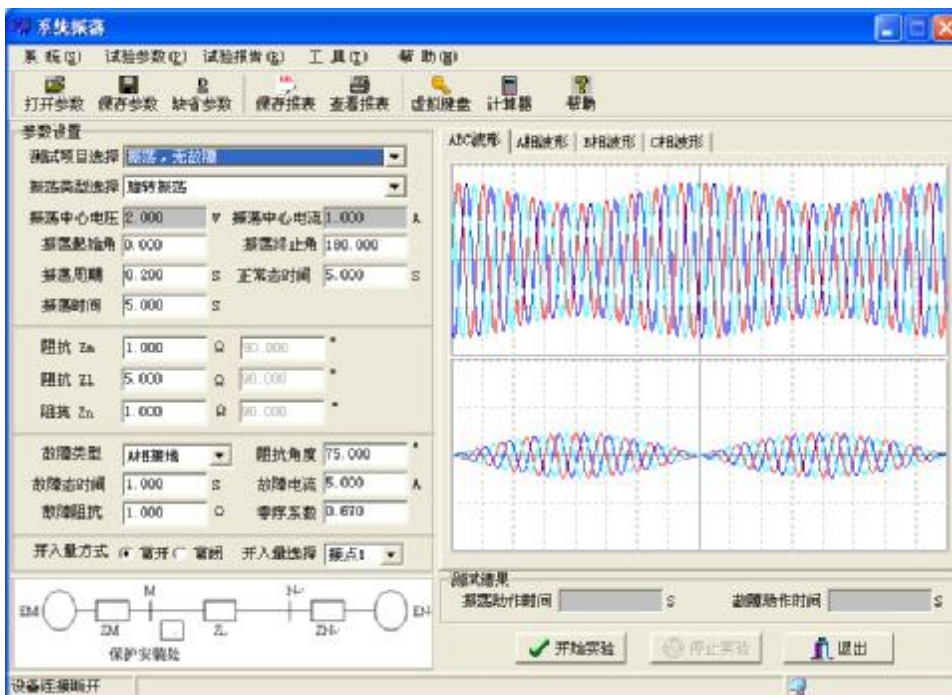 系统振荡
系统(S) 试验参数(P) 试验报告(R) 工具(T) 帮助(H)
打开参数 保存参数 缺省参数 保存报表 查看报表 虚拟键盘 计算器 帮助
参数设置
测试项目选择 振荡，无故障
振荡类型选择 旋转振荡
振荡中心电压 2.000 V 振荡中心电流 1.000 A
振荡起始角 0.000 振荡终止角 180.000
振荡周期 0.200 S 正常态时间 5.000 S
振荡时间 5.000 S
阻抗 Zm 1.000 Ω 90.000 °
阻抗 Zl 5.000 Ω 90.000 °
阻抗 Zn 1.000 Ω 90.000 °
故障类型 A相接地 阻抗角度 75.000 °
故障态时间 1.000 S 故障电流 5.000 A
故障阻抗 1.000 Ω 零序系数 0.670
开入量方式 常开 常闭 开入量选择 接点1
EM M N EN
ZM ZL ZN
保护安装处
ABC波形 A相波形 B相波形 C相波形
测试结果
振荡动作时间 S 故障动作时间 S
开始实验 停止实验 退出
设备连接断开